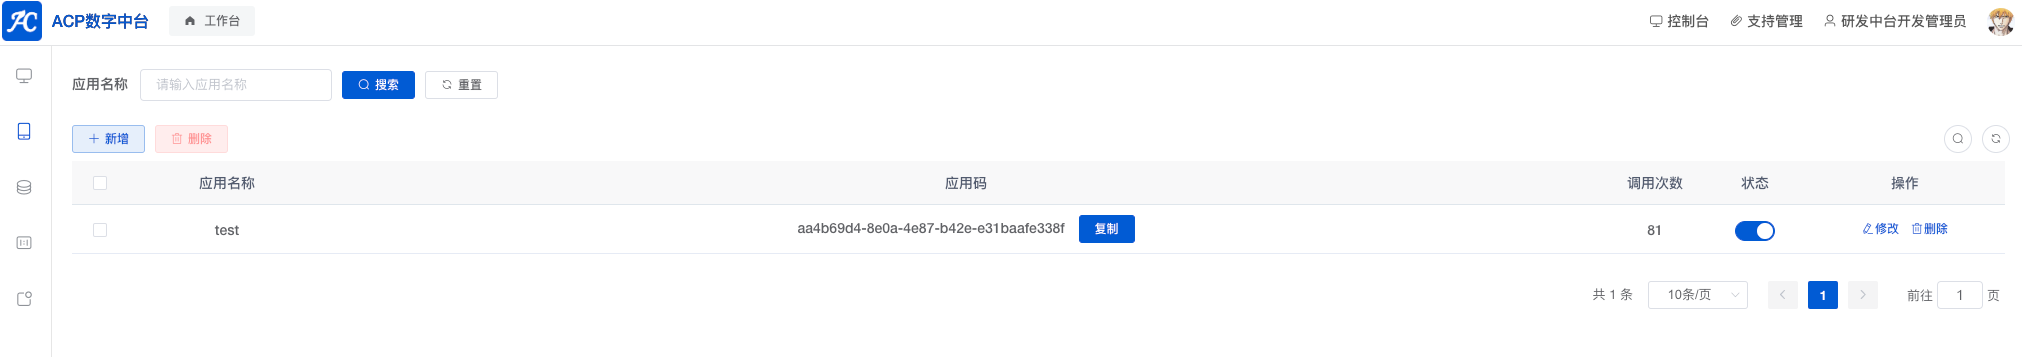 ACP数字中台 工作台 控制台 支持管理 研发中台开发管理员
应用名称 请输入应用名称 搜索 重置
新增 删除
应用名称 应用码 调用次数 状态 操作
test aa4b69d4-8e0a-4e87-b42e-e31baafe338f 复制 81 修改 删除
共 1 条 10条/页 1 前往 1 页